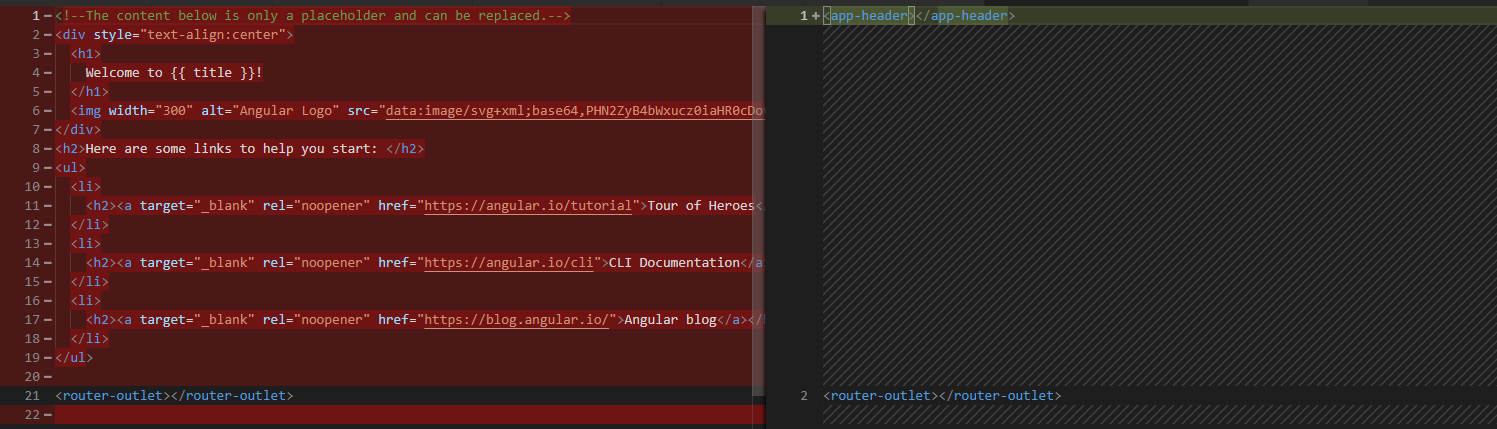 1 — <!--The content below is only a placeholder and can be replaced.-->
2 — <div style="text-align:center">
3 — <h1>
4 — Welcome to {{ title }}!
5 — </h1>
6 — <img width="300" alt="Angular Logo" src="data:image/svg+xml;base64,PHN2ZyB4bWxucz0iaHR0cDo
7 — </div>
8 — <h2>Here are some links to help you start: </h2>
9 — <ul>
10 — <li>
11 — <h2><a target="_blank" rel="noopener" href="https://angular.io/tutorial">Tour of Heroes<
12 — </li>
13 — <li>
14 — <h2><a target="_blank" rel="noopener" href="https://angular.io/cli">CLI Documentation</a
15 — </li>
16 — <li>
17 — <h2><a target="_blank" rel="noopener" href="https://blog.angular.io/">Angular blog</a></
18 — </li>
19 — </ul>
20 —
21 <router-outlet></router-outlet>
22 —
1 + <app-header></app-header>
2 <router-outlet></router-outlet>